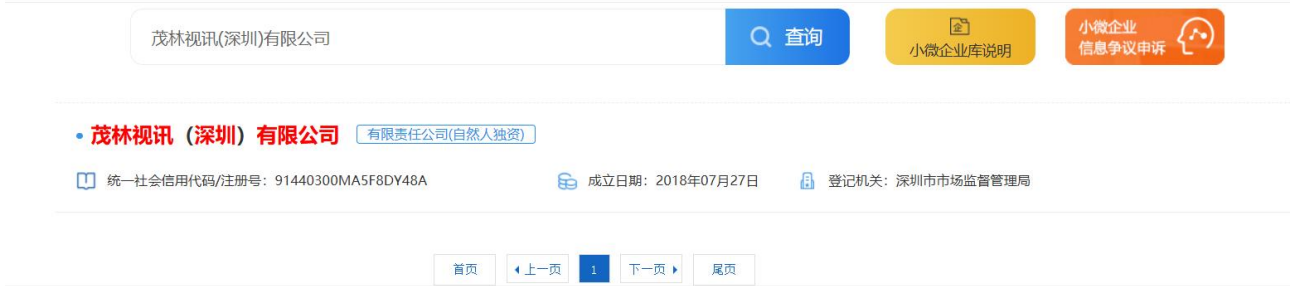 茂林视讯(深圳)有限公司
查询
小微企业库说明
小微企业
信息争议申诉
茂林视讯（深圳）有限公司 有限责任公司(自然人独资)
统一社会信用代码/注册号：91440300MA5F8DY48A 成立日期：2018年07月27日 登记机关：深圳市市场监督管理局
首页 上一页 1 下一页 尾页